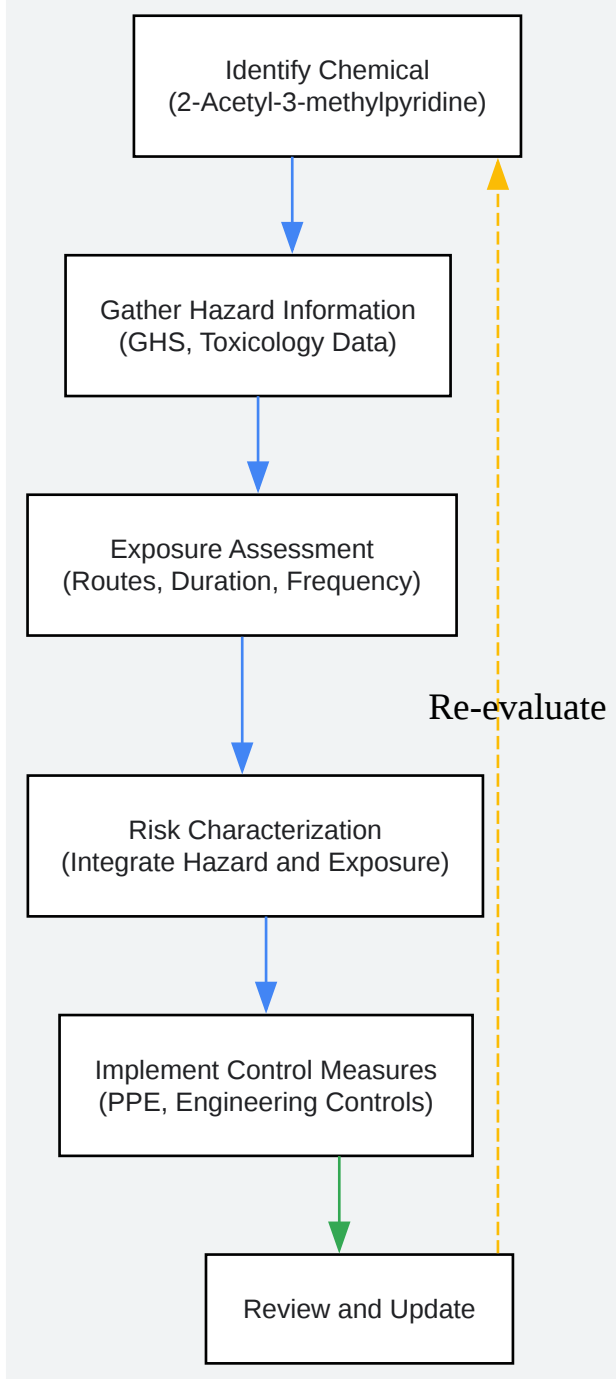 Identify Chemical
(2-Acetyl-3-methylpyridine)
Gather Hazard Information
(GHS, Toxicology Data)
Exposure Assessment
(Routes, Duration, Frequency)
Re-evaluate
Risk Characterization
(Integrate Hazard and Exposure)
Implement Control Measures
(PPE, Engineering Controls)
Review and Update